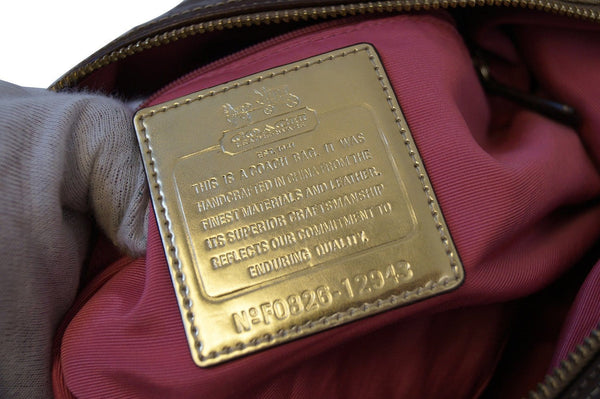 THIS IS A COACH BAG. IT WAS
HANDCRAFTED IN CHINA FROM THE
FINEST MATERIALS AND LEATHER.
ITS SUPERIOR CRAFTSMANSHIP
REFLECTS OUR COMMITMENT TO
ENDURING QUALITY.
Nº F0826-12943